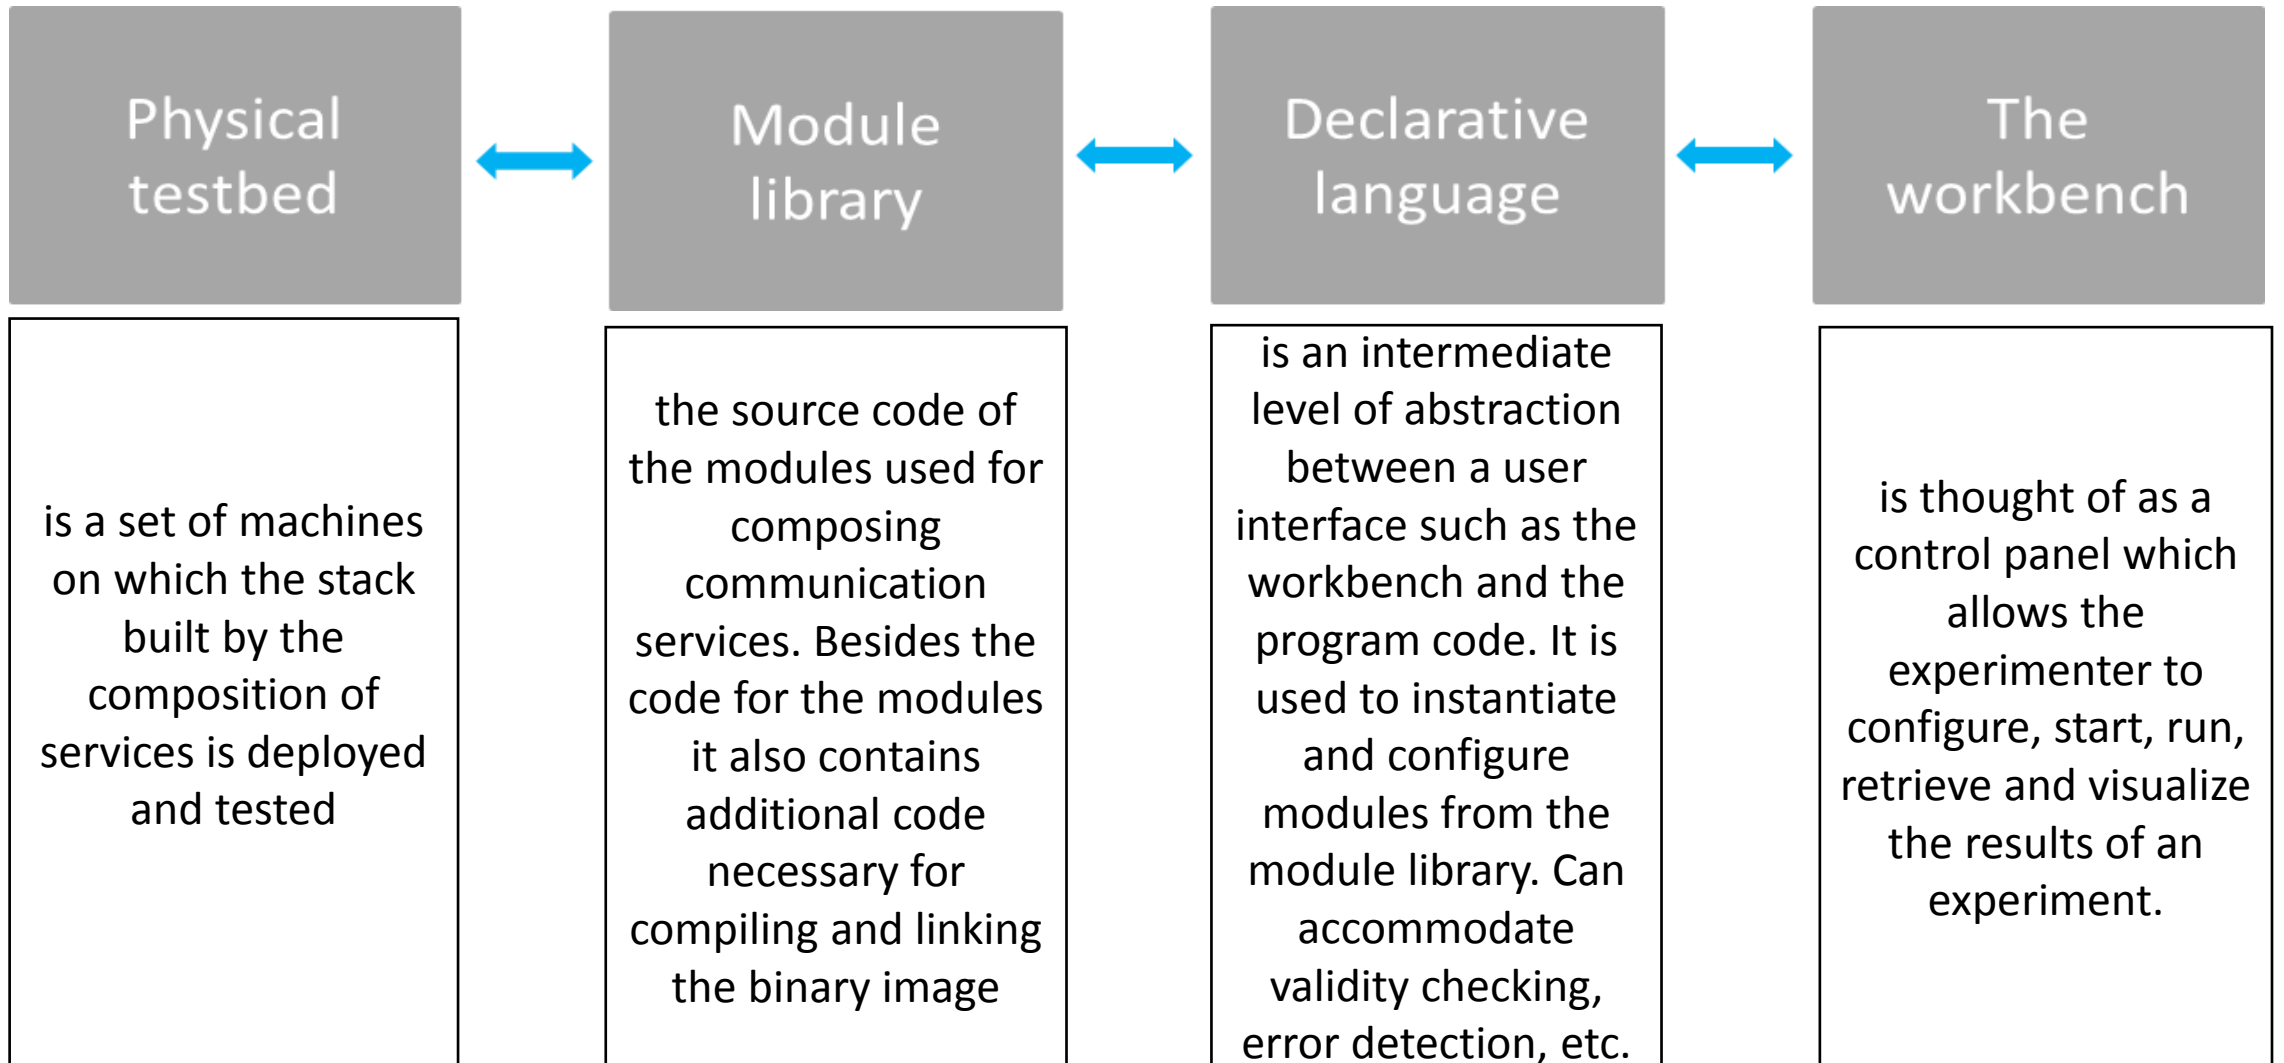 Physical
testbed
Module
library
Declarative
language
The
workbench
is a set of machines
on which the stack
built by the
composition of
services is deployed
and tested
the source code of
the modules used for
composing
communication
services. Besides the
code for the modules
it also contains
additional code
necessary for
compiling and linking
the binary image
is an intermediate
level of abstraction
between a user
interface such as the
workbench and the
program code. It is
used to instantiate
and configure
modules from the
module library. Can
accommodate
validity checking,
error detection, etc.
is thought of as a
control panel which
allows the
experimenter to
configure, start, run,
retrieve and visualize
the results of an
experiment.